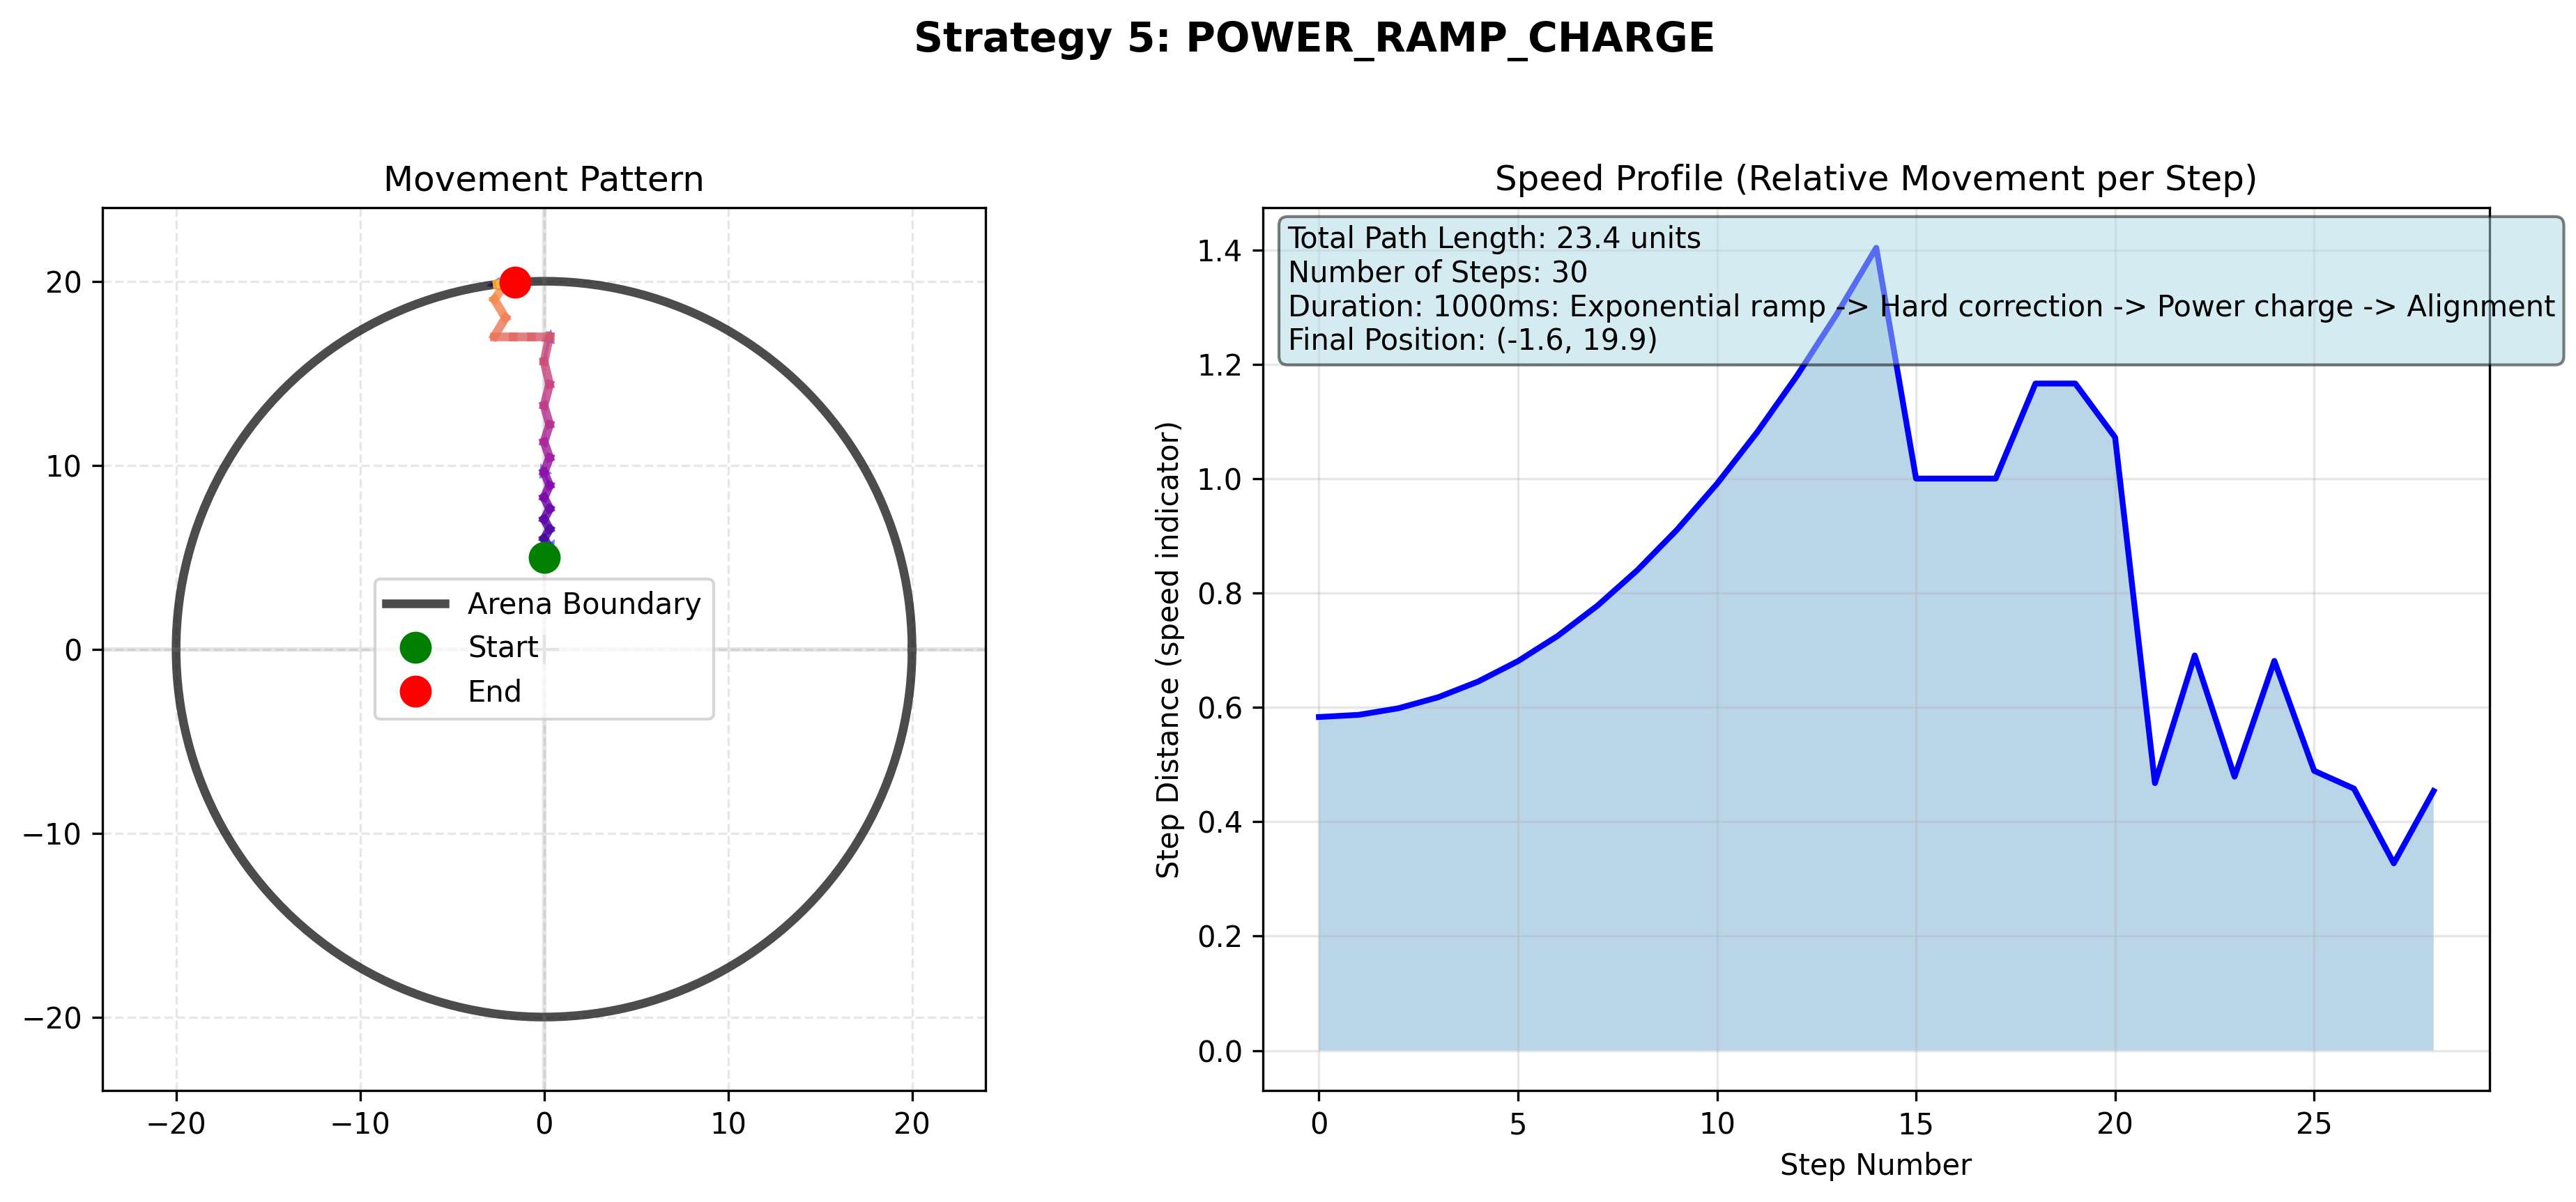 Strategy 5: POWER_RAMP_CHARGE
Movement Pattern
20
10
0
−10
−20
−20
−10
0
10
20
Arena Boundary
Start
End
Speed Profile (Relative Movement per Step)
Total Path Length: 23.4 units
Number of Steps: 30
Duration: 1000ms: Exponential ramp -> Hard correction -> Power charge -> Alignment
Final Position: (-1.6, 19.9)
Step Distance (speed indicator)
1.4
1.2
1.0
0.8
0.6
0.4
0.2
0.0
0
5
10
15
20
25
Step Number